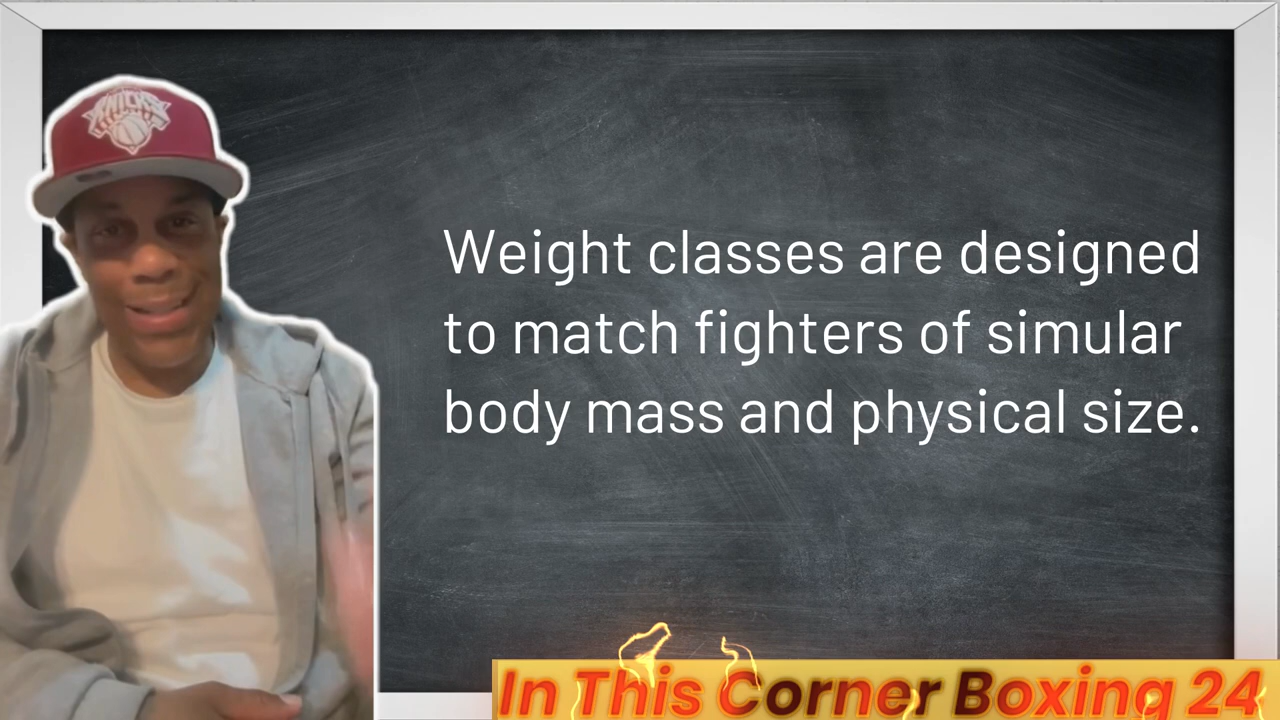 KNICKS
Weight classes are designed
to match fighters of simular
body mass and physical size.
In This Corner Boxing 24